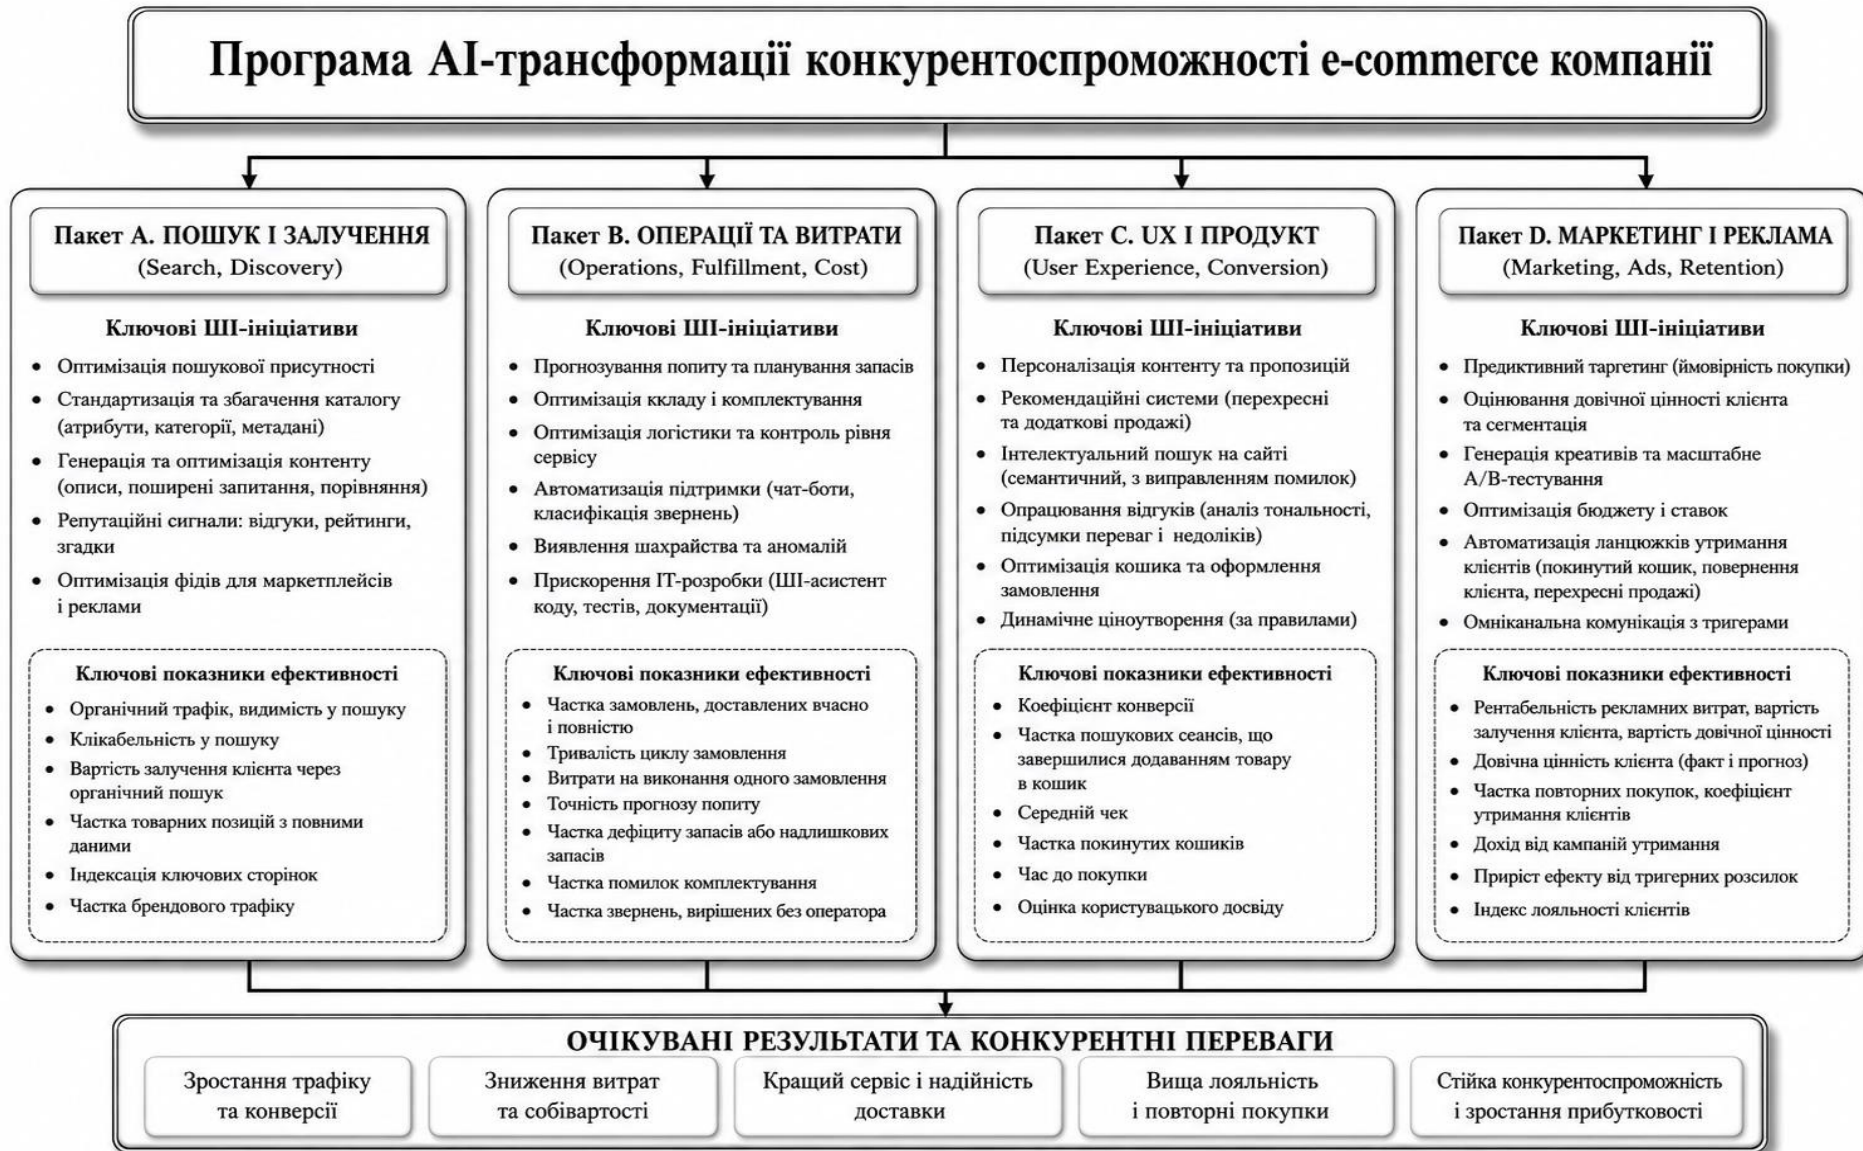 Програма AI-трансформації конкурентоспроможності e-commerce компанії
Пакет A. ПОШУК І ЗАЛУЧЕННЯ
(Search, Discovery)
Ключові ШІ-ініціативи
• Оптимізація пошукової присутності
• Стандартизація та збагачення каталогу
(атрибути, категорії, метадані)
• Генерація та оптимізація контенту
(описи, поширені запитання, порівняння)
• Репутаційні сигнали: відгуки, рейтинги,
згадки
• Оптимізація фідів для маркетплейсів
і реклами
Ключові показники ефективності
• Органічний трафік, видимість у пошуку
• Клікабельність у пошуку
• Вартість залучення клієнта через
органічний пошук
• Частка товарних позицій з повними
даними
• Індексація ключових сторінок
• Частка брендового трафіку
Пакет B. ОПЕРАЦІЇ ТА ВИТРАТИ
(Operations, Fulfillment, Cost)
Ключові ШІ-ініціативи
• Прогнозування попиту та планування запасів
• Оптимізація ккладу і комплектування
• Оптимізація логістики та контроль рівня
сервісу
• Автоматизація підтримки (чат-боти,
класифікація звернень)
• Виявлення шахрайства та аномалій
• Прискорення ІТ-розробки (ШІ-асистент
коду, тестів, документації)
Ключові показники ефективності
• Частка замовлень, доставлених вчасно
і повністю
• Тривалість циклу замовлення
• Витрати на виконання одного замовлення
• Точність прогнозу попиту
• Частка дефіциту запасів або надлишкових
запасів
• Частка помилок комплектування
• Частка звернень, вирішених без оператора
Пакет C. UX І ПРОДУКТ
(User Experience, Conversion)
Ключові ШІ-ініціативи
• Персоналізація контенту та пропозицій
• Рекомендаційні системи (перехресні
та додаткові продажі)
• Інтелектуальний пошук на сайті
(семантичний, з виправленням помилок)
• Опрацювання відгуків (аналіз тональності,
підсумки переваг і недоліків)
• Оптимізація кошика та оформлення
замовлення
• Динамічне ціноутворення (за правилами)
Ключові показники ефективності
• Коефіцієнт конверсії
• Частка пошукових сеансів, що
завершилися додаванням товару
в кошик
• Середній чек
• Частка покинутих кошиків
• Час до покупки
• Оцінка користувацького досвіду
Пакет D. МАРКЕТИНГ І РЕКЛАМА
(Marketing, Ads, Retention)
Ключові ШІ-ініціативи
• Предиктивний таргетинг (ймовірність покупки)
• Оцінювання довічної цінності клієнта
та сегментація
• Генерація креативів та масштабне
A/B-тестування
• Оптимізація бюджету і ставок
• Автоматизація ланцюжків утримання
клієнтів (покинутий кошик, повернення
клієнта, перехресні продажі)
• Омніканальна комунікація з тригерами
Ключові показники ефективності
• Рентабельність рекламних витрат, вартість
залучення клієнта, вартість довічної цінності
• Довічна цінність клієнта (факт і прогноз)
• Частка повторних покупок, коефіцієнт
утримання клієнтів
• Дохід від кампаній утримання
• Приріст ефекту від тригерних розсилок
• Індекс лояльності клієнтів
ОЧІКУВАНІ РЕЗУЛЬТАТИ ТА КОНКУРЕНТНІ ПЕРЕВАГИ
Зростання трафіку
та конверсії
Зниження витрат
та собівартості
Кращий сервіс і надійність
доставки
Вища лояльність
і повторні покупки
Стійка конкурентоспроможність
і зростання прибутковості